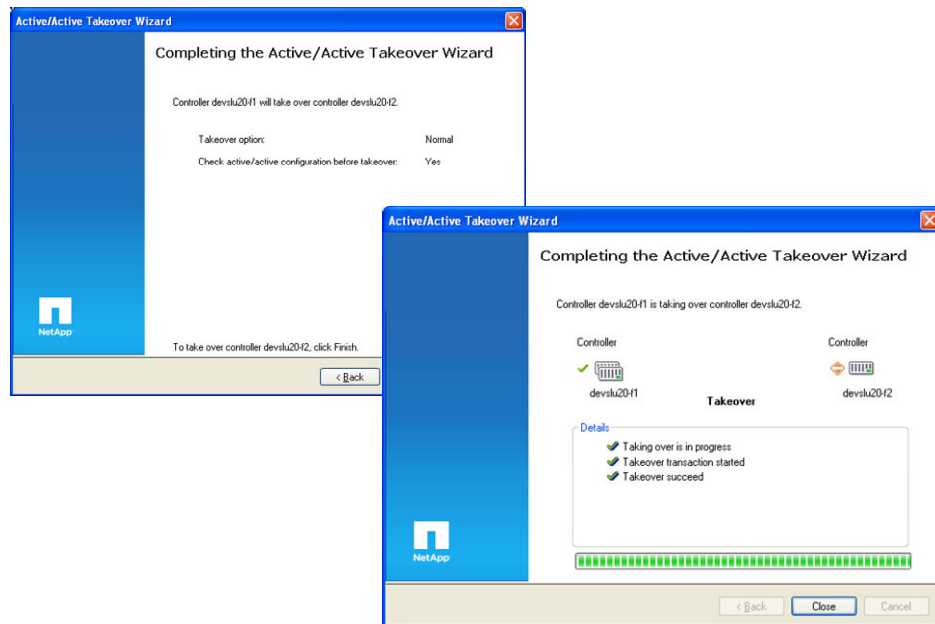 Active/Active Takeover Wizard
Completing the Active/Active Takeover Wizard
Controller devslu20-f1 will take over controller devslu20-f2.
Takeover option: Normal
Check active/active configuration before takeover: Yes
NetApp
To take over controller devslu20-f2, click Finish.
< Back
Active/Active Takeover Wizard
Completing the Active/Active Takeover Wizard
Controller devslu20-f1 is taking over controller devslu20-f2.
Controller Controller
devslu20-f1 Takeover devslu20-f2
Details
Taking over is in progress
Takeover transaction started
Takeover succeed
NetApp
< Back Close Cancel